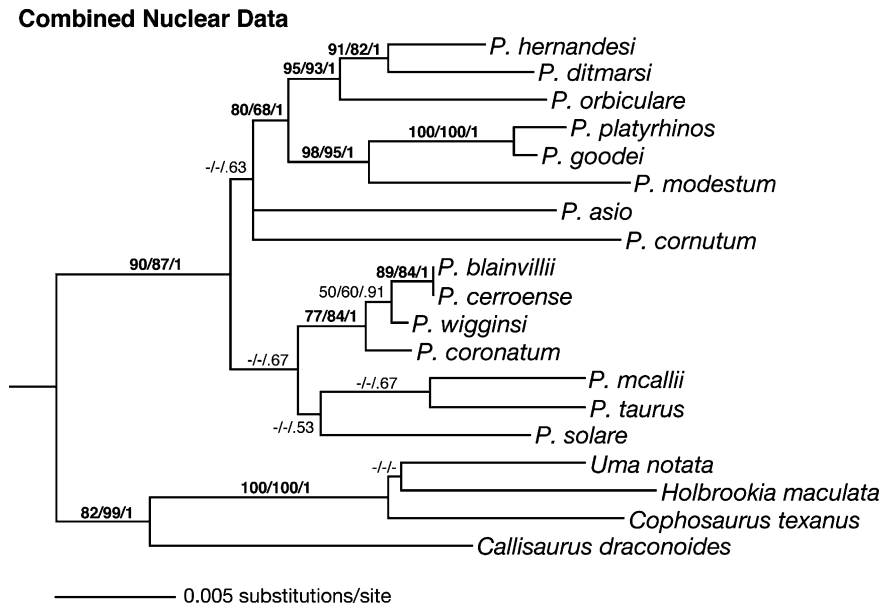 Combined Nuclear Data
91/82/1
P. hernandesi
95/93/1
P. ditmarsi
P. orbiculare
80/68/1
100/100/1
P. platyrhinos
98/95/1
P. goodei
-/-/.63
P. modestum
P. asio
P. cornutum
90/87/1
89/84/1
P. blainvillii
50/60/.91
P. cerroense
77/84/1
P. wigginsi
P. coronatum
-/-/.67
-/-/.67
P. mcallii
P. taurus
-/-/.53
P. solare
-/-/-
Uma notata
100/100/1
Holbrookia maculata
82/99/1
Cophosaurus texanus
Callisaurus draconoides
0.005 substitutions/site